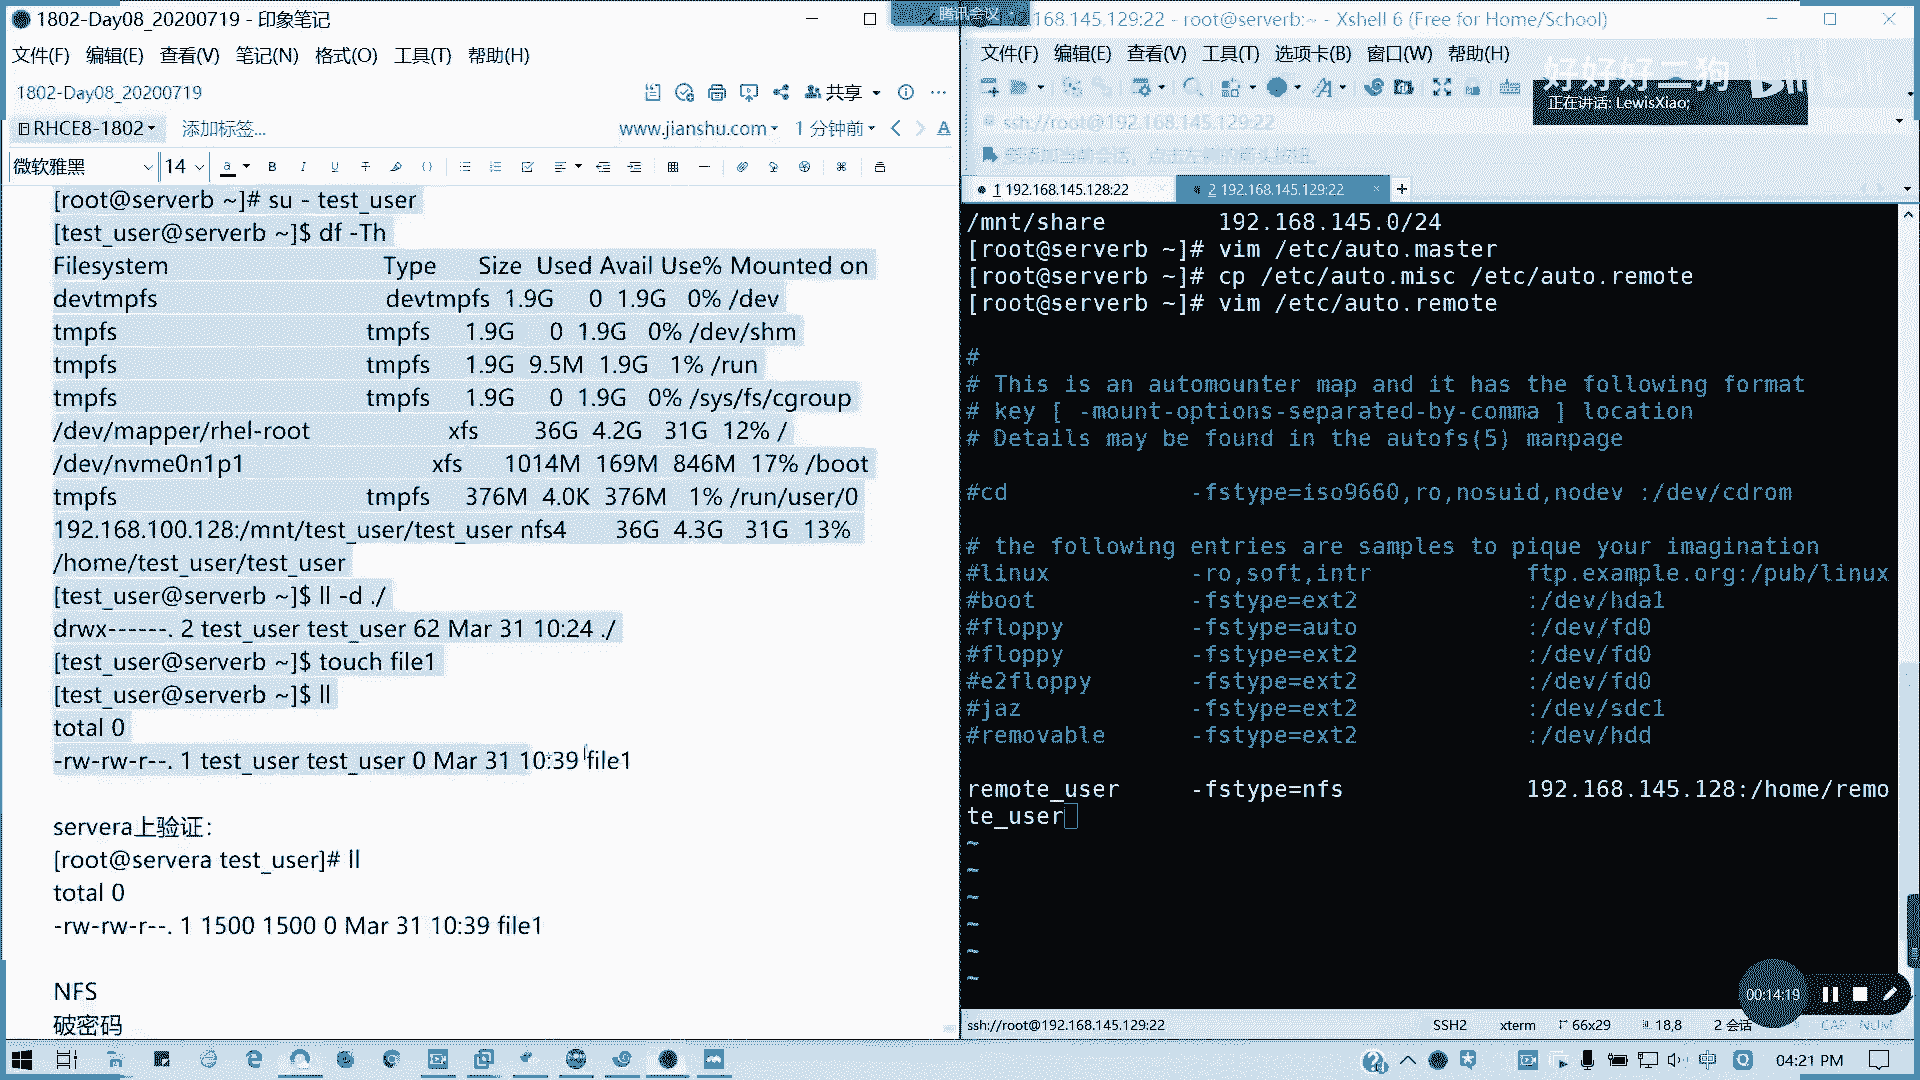 1802-Day08_20200719 - 印象笔记
文件(F) 编辑(E) 查看(V) 笔记(N) 格式(O) 工具(T) 帮助(H)
1802-Day08_20200719
共享
RHCE8-1802
添加标签...
www.jianshu.com
1 分钟前
微软雅黑 14
[root@serverb ~]# su - test_user
[test_user@serverb ~]$ df -Th
Filesystem Type Size Used Avail Use% Mounted on
devtmpfs devtmpfs 1.9G 0 1.9G 0% /dev
tmpfs tmpfs 1.9G 0 1.9G 0% /dev/shm
tmpfs tmpfs 1.9G 9.5M 1.9G 1% /run
tmpfs tmpfs 1.9G 0 1.9G 0% /sys/fs/cgroup
/dev/mapper/rhel-root xfs 36G 4.2G 31G 12% /
/dev/nvme0n1p1 xfs 1014M 169M 846M 17% /boot
tmpfs tmpfs 376M 4.0K 376M 1% /run/user/0
192.168.100.128:/mnt/test_user/test_user nfs4 36G 4.3G 31G 13%
/home/test_user/test_user
[test_user@serverb ~]$ ll -d ./
drwx------. 2 test_user test_user 62 Mar 31 10:24 ./
[test_user@serverb ~]$ touch file1
[test_user@serverb ~]$ ll
total 0
-rw-rw-r--. 1 test_user test_user 0 Mar 31 10:39 file1
servera上验证：
[root@servera test_user]# ll
total 0
-rw-rw-r--. 1 1500 1500 0 Mar 31 10:39 file1
NFS
破密码
腾讯会议
168.145.129:22 - root@serverb:~ - Xshell 6 (Free for Home/School)
文件(F) 编辑(E) 查看(V) 工具(T) 选项卡(B) 窗口(W) 帮助(H)
好好好二狗
正在讲话: LewisXiao;
ssh://root@192.168.145.129:22
要添加当前会话，点击左侧的箭头按钮。
1 192.168.145.128:22
2 192.168.145.129:22
/mnt/share 192.168.145.0/24
[root@serverb ~]# vim /etc/auto.master
[root@serverb ~]# cp /etc/auto.misc /etc/auto.remote
[root@serverb ~]# vim /etc/auto.remote
#
# This is an automounter map and it has the following format
# key [ -mount-options-separated-by-comma ] location
# Details may be found in the autofs(5) manpage
#cd -fstype=iso9660,ro,nosuid,nodev :/dev/cdrom
# the following entries are samples to pique your imagination
#linux -ro,soft,intr ftp.example.org:/pub/linux
#boot -fstype=ext2 :/dev/hda1
#floppy -fstype=auto :/dev/fd0
#floppy -fstype=ext2 :/dev/fd0
#e2floppy -fstype=ext2 :/dev/fd0
#jaz -fstype=ext2 :/dev/sdc1
#removable -fstype=ext2 :/dev/hdd
remote_user -fstype=nfs 192.168.145.128:/home/remo
te_user
~
~
~
~
~
~
00:14:19
ssh://root@192.168.145.129:22 SSH2 xterm 66x29 18,8 2 会话 CAP NUM
中
04:21 PM